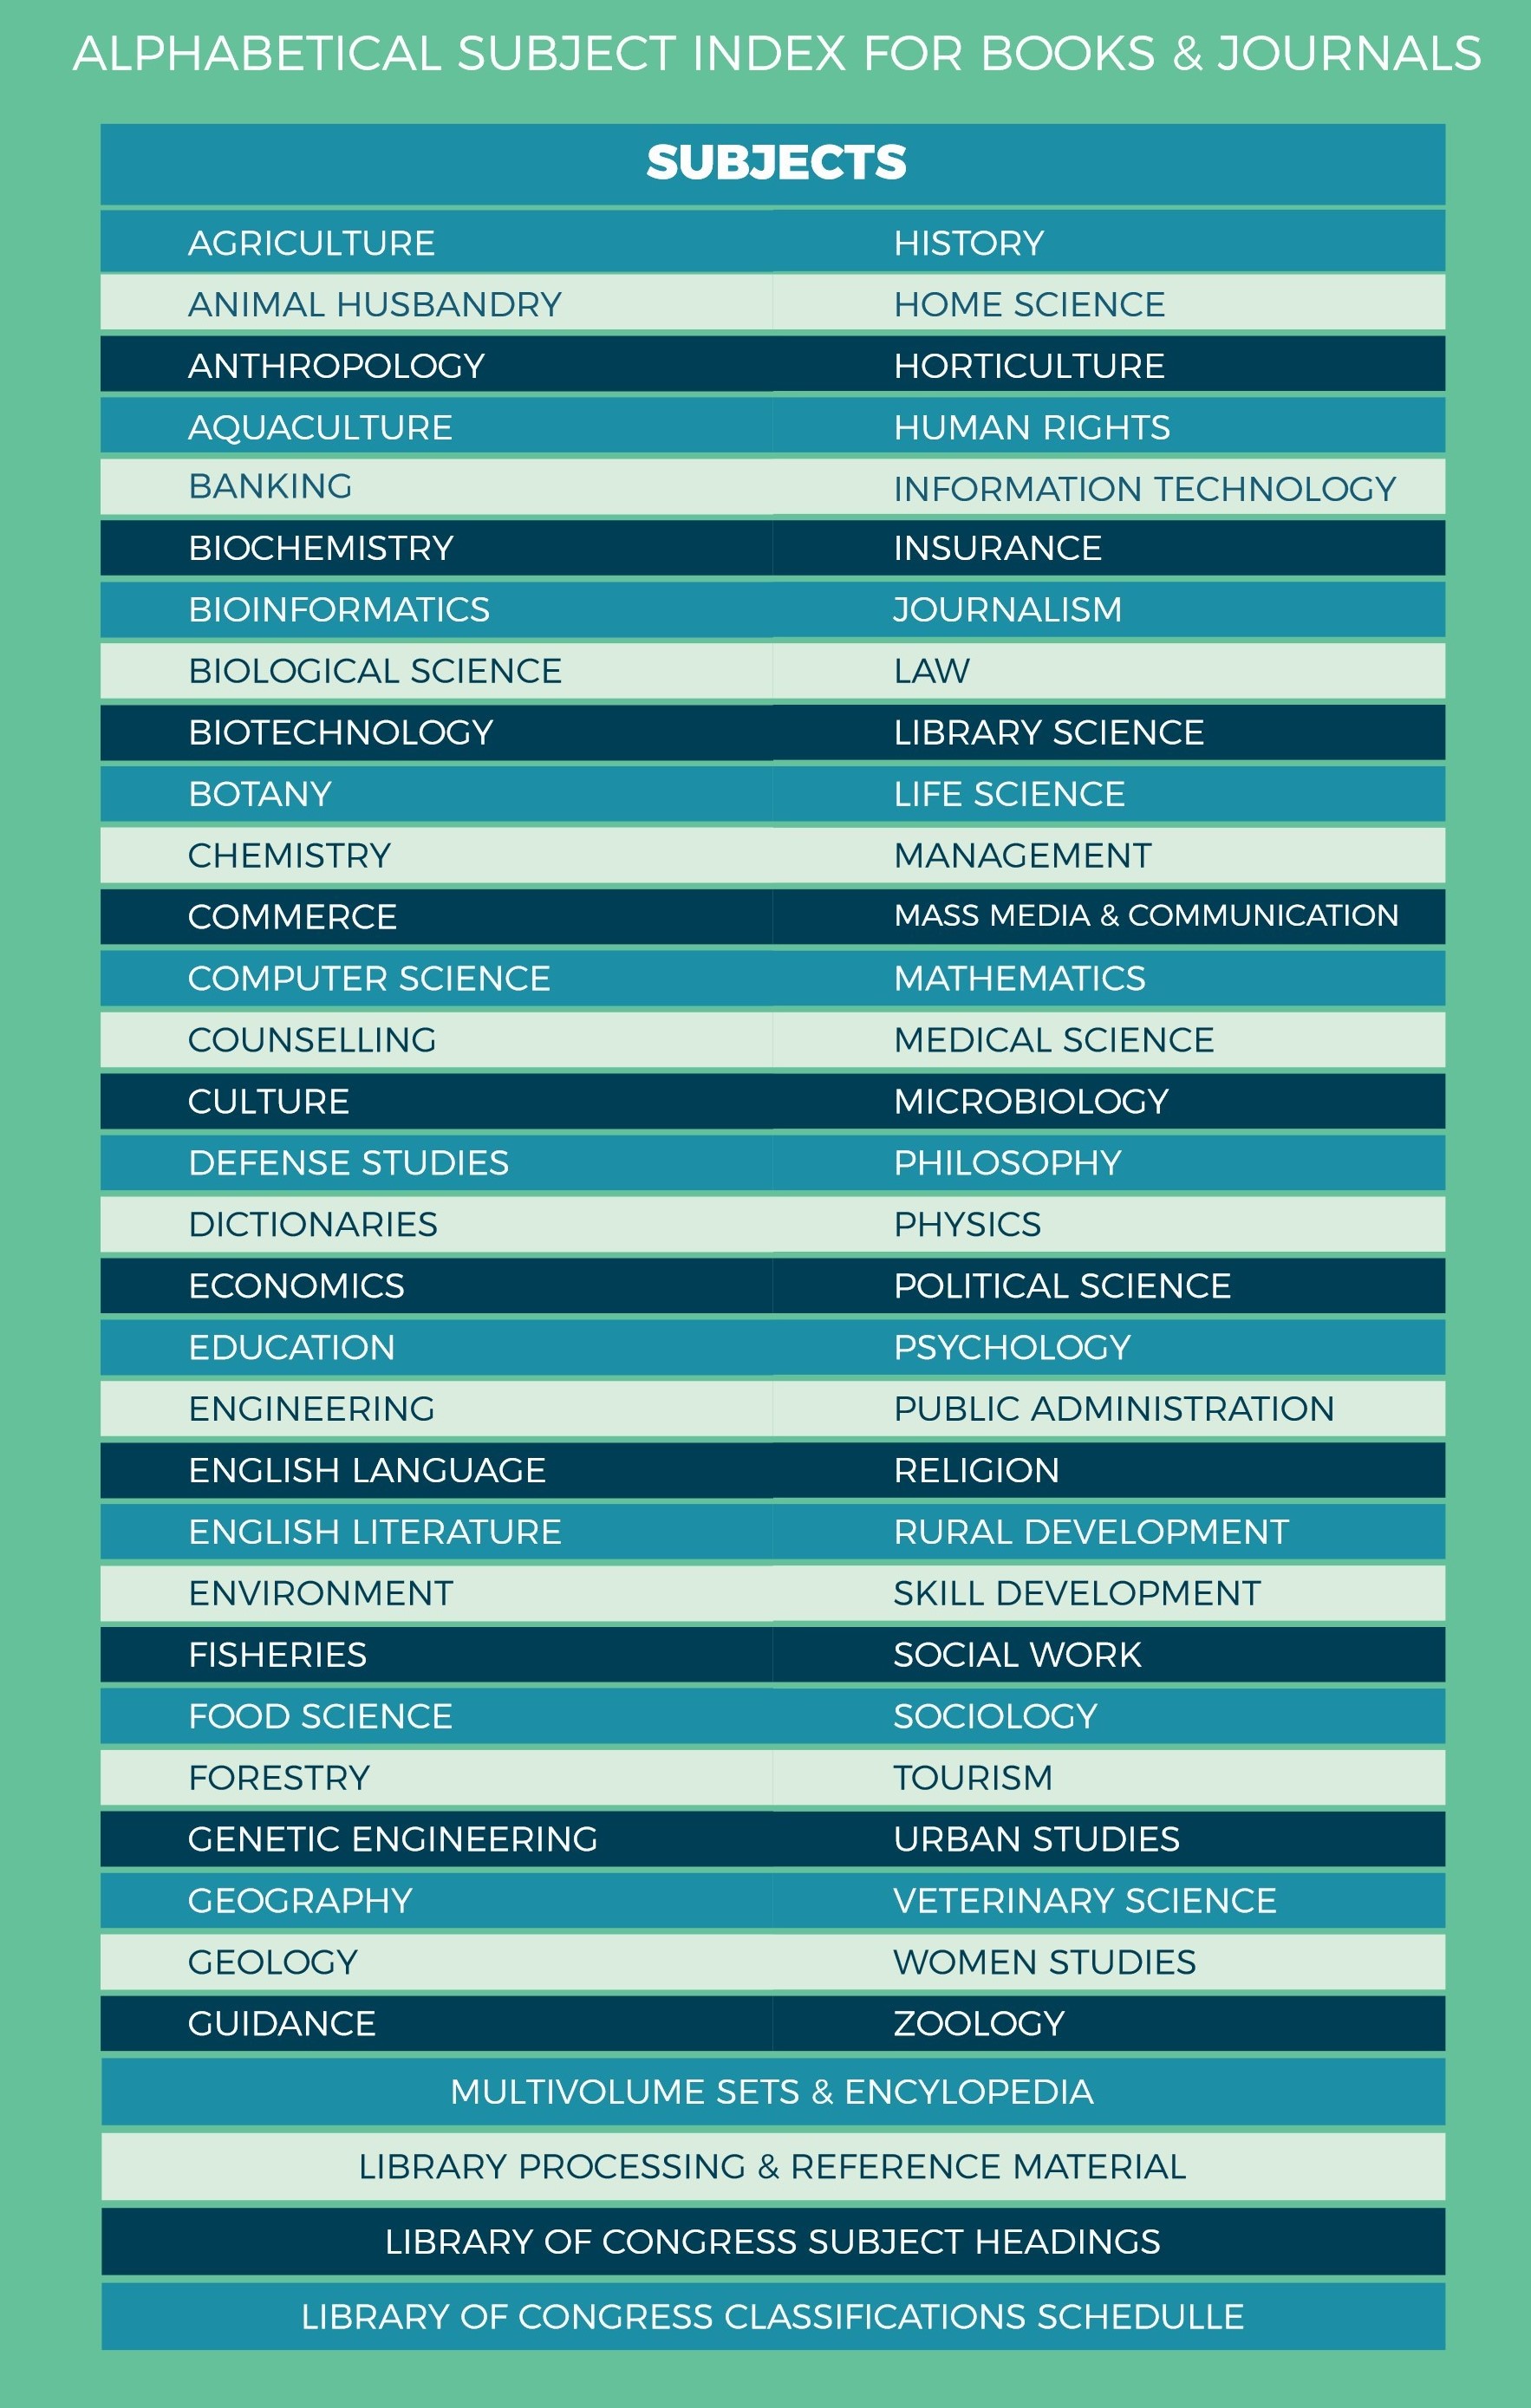 ALPHABETICAL SUBJECT INDEX FOR BOOKS & JOURNALS
SUBJECTS
AGRICULTURE
ANIMAL HUSBANDRY
ANTHROPOLOGY
AQUACULTURE
BANKING
BIOCHEMISTRY
BIOINFORMATICS
BIOLOGICAL SCIENCE
BIOTECHNOLOGY
BOTANY
CHEMISTRY
COMMERCE
COMPUTER SCIENCE
COUNSELLING
CULTURE
DEFENSE STUDIES
DICTIONARIES
ECONOMICS
EDUCATION
ENGINEERING
ENGLISH LANGUAGE
ENGLISH LITERATURE
ENVIRONMENT
FISHERIES
FOOD SCIENCE
FORESTRY
GENETIC ENGINEERING
GEOGRAPHY
GEOLOGY
GUIDANCE
HISTORY
HOME SCIENCE
HORTICULTURE
HUMAN RIGHTS
INFORMATION TECHNOLOGY
INSURANCE
JOURNALISM
LAW
LIBRARY SCIENCE
LIFE SCIENCE
MANAGEMENT
MASS MEDIA & COMMUNICATION
MATHEMATICS
MEDICAL SCIENCE
MICROBIOLOGY
PHILOSOPHY
PHYSICS
POLITICAL SCIENCE
PSYCHOLOGY
PUBLIC ADMINISTRATION
RELIGION
RURAL DEVELOPMENT
SKILL DEVELOPMENT
SOCIAL WORK
SOCIOLOGY
TOURISM
URBAN STUDIES
VETERINARY SCIENCE
WOMEN STUDIES
ZOOLOGY
MULTIVOLUME SETS & ENCYLOPEDIA
LIBRARY PROCESSING & REFERENCE MATERIAL
LIBRARY OF CONGRESS SUBJECT HEADINGS
LIBRARY OF CONGRESS CLASSIFICATIONS SCHEDULLE